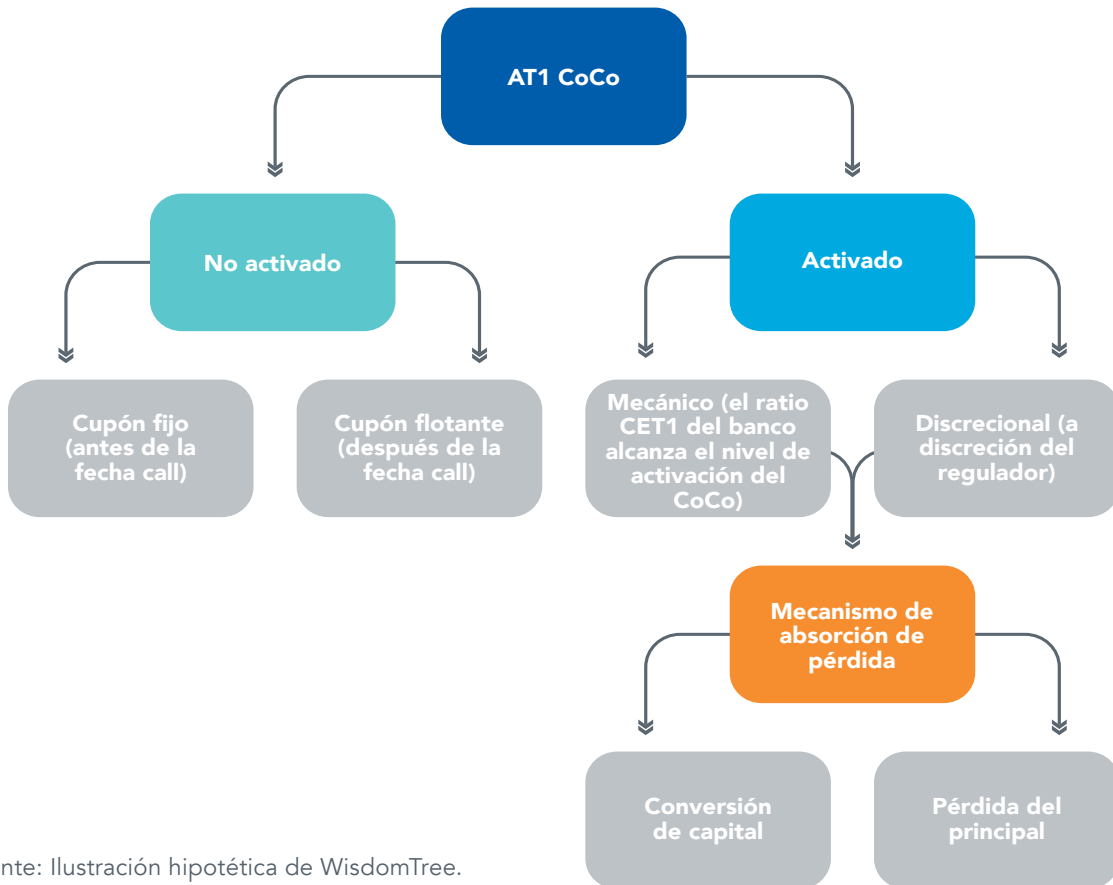 AT1 CoCo
No activado
Activado
Cupón fijo
(antes de la
fecha call)
Cupón flotante
(después de la
fecha call)
Mecánico (el ratio
CET1 del banco
alcanza el nivel de
activación del
CoCo)
Discrecional (a
discreción del
regulador)
Mecanismo de
absorción de
pérdida
Conversión
de capital
Pérdida del
principal
nte: Ilustración hipotética de WisdomTree.